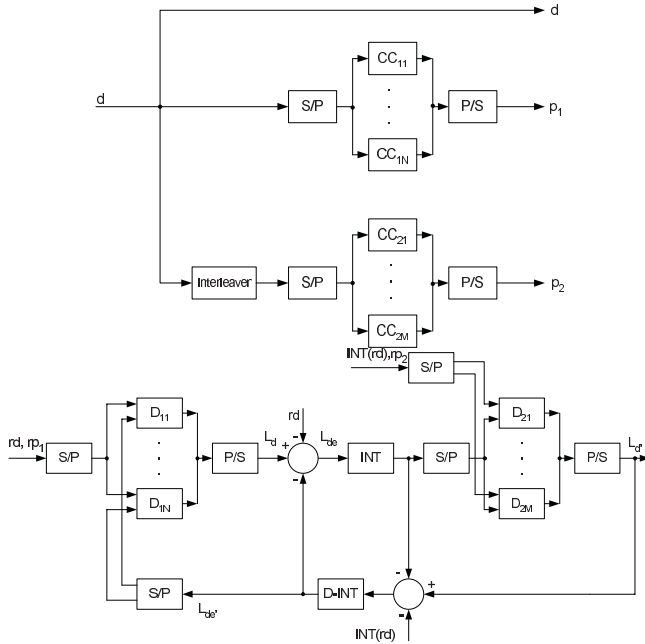 d
CC11
d
S/P
P/S
p1
CC1N
CC21
Interleaver
S/P
P/S
p2
CC2M
INT(rd),rp2
S/P
rd
D11
D21
Ld
+
-
Lde
rd, rp1
S/P
P/S
INT
S/P
P/S
Ld'
-
D1N
D2M
-
+
S/P
D-INT
Lde'
-
INT(rd)